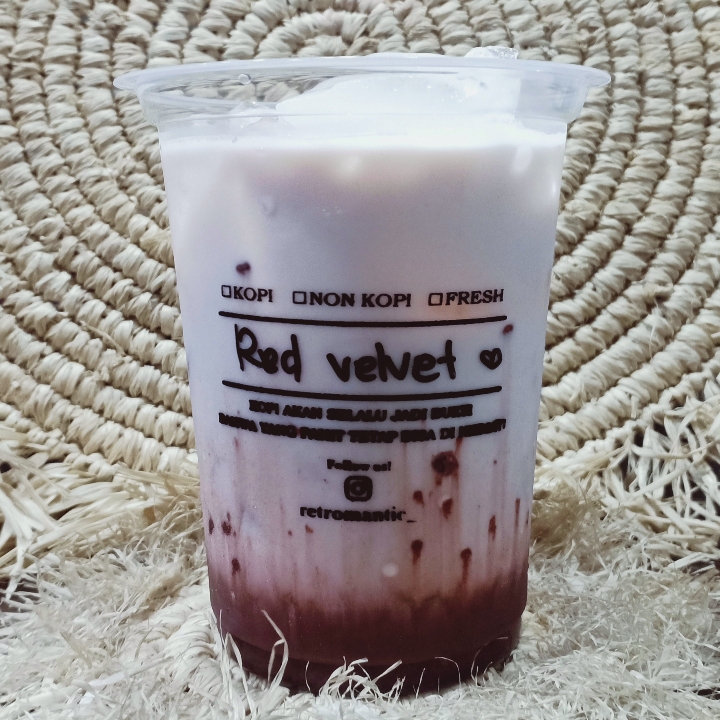 ☐KOPI ☐NON KOPI ☐FRESH
Red velvet ♡
KOPI AKAN SELALU JADI BUKTI
BAHWA YANG PAHIT TETAP BISA DI NIKMATI
Follow us!
retromantic_